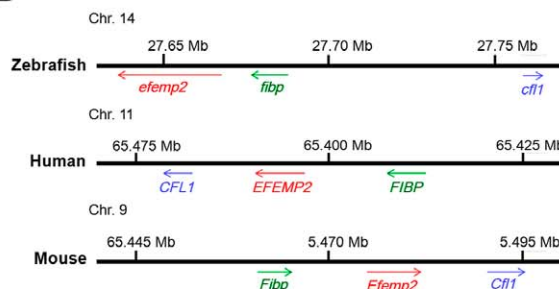 Chr. 14
27.65 Mb 27.70 Mb 27.75 Mb
Zebrafish
efemp2 fibp cfl1
Chr. 11
65.475 Mb 65.400 Mb 65.425 Mb
Human
CFL1 EFEMP2 FIBP
Chr. 9
65.445 Mb 5.470 Mb 5.495 Mb
Mouse
Fibp Efemp2 Cfl1